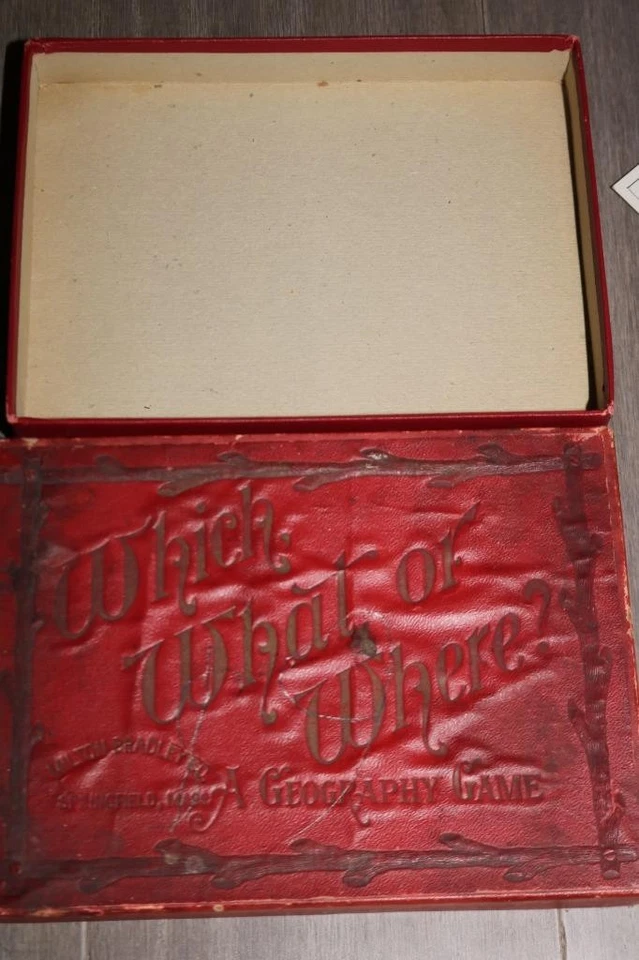 Which,
What or
Where?
MILTON BRADLEY CO.
SPRINGFIELD, MASS.
A GEOGRAPHY GAME